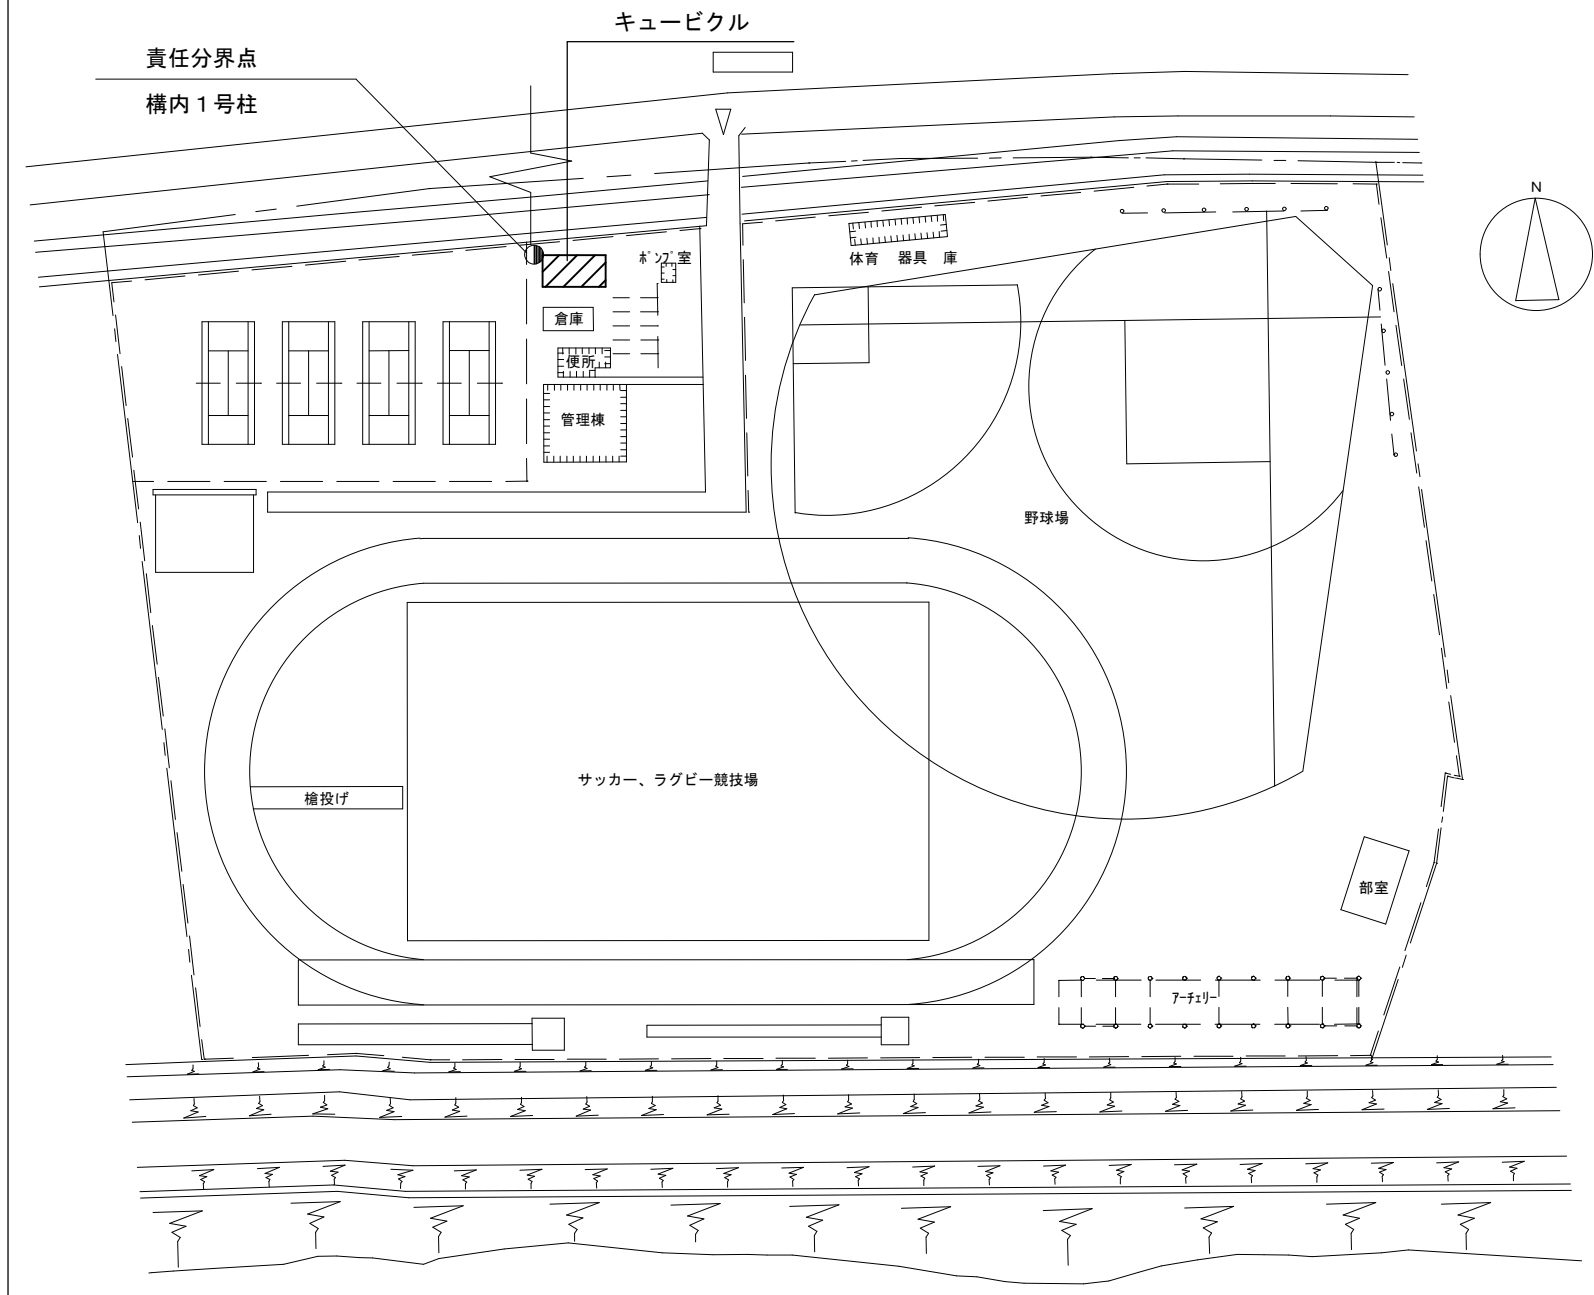 キュービクル
責任分界点
構内１号柱
N
ﾎﾟﾝﾌﾟ室
体育 器具 庫
倉庫
便所
管理棟
野球場
サッカー、ラグビー競技場
槍投げ
部室
ｱｰﾁｪﾘｰ